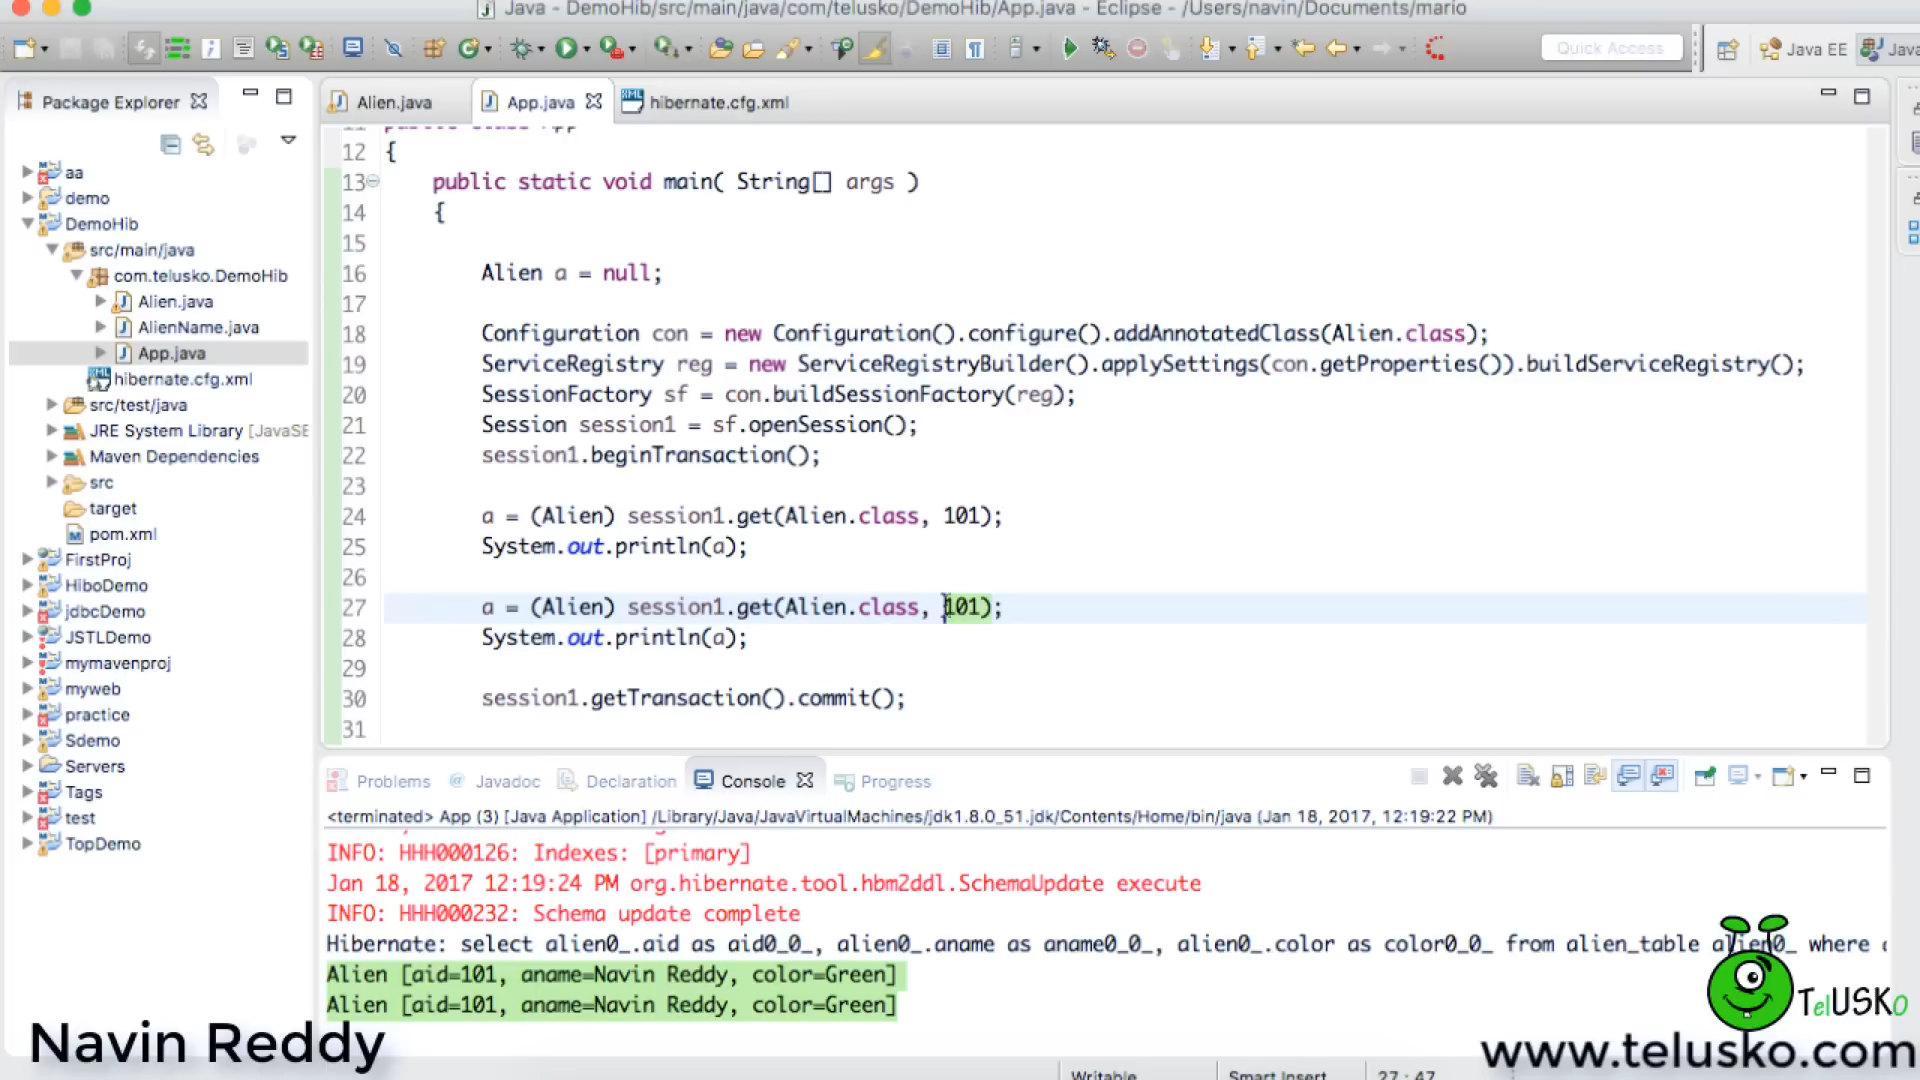 Java - DemoHib/src/main/java/com/telusko/DemoHib/App.java - Eclipse - /Users/navin/Documents/mario
Quick Access
Java EE
Java
Package Explorer
Alien.java
App.java
hibernate.cfg.xml
aa
demo
DemoHib
src/main/java
com.telusko.DemoHib
Alien.java
AlienName.java
App.java
hibernate.cfg.xml
src/test/java
JRE System Library [JavaSE
Maven Dependencies
src
target
pom.xml
FirstProj
HiboDemo
jdbcDemo
JSTLDemo
mymavenproj
myweb
practice
Sdemo
Servers
Tags
test
TopDemo
11 public class App
12 {
13 public static void main( String[] args )
14 {
15
16 Alien a = null;
17
18 Configuration con = new Configuration().configure().addAnnotatedClass(Alien.class);
19 ServiceRegistry reg = new ServiceRegistryBuilder().applySettings(con.getProperties()).buildServiceRegistry();
20 SessionFactory sf = con.buildSessionFactory(reg);
21 Session session1 = sf.openSession();
22 session1.beginTransaction();
23
24 a = (Alien) session1.get(Alien.class, 101);
25 System.out.println(a);
26
27 a = (Alien) session1.get(Alien.class, 101);
28 System.out.println(a);
29
30 session1.getTransaction().commit();
31
Problems
Javadoc
Declaration
Console
Progress
<terminated> App (3) [Java Application] /Library/Java/JavaVirtualMachines/jdk1.8.0_51.jdk/Contents/Home/bin/java (Jan 18, 2017, 12:19:22 PM)
INFO: HHH000126: Indexes: [primary]
Jan 18, 2017 12:19:24 PM org.hibernate.tool.hbm2ddl.SchemaUpdate execute
INFO: HHH000232: Schema update complete
Hibernate: select alien0_.aid as aid0_0_, alien0_.aname as aname0_0_, alien0_.color as color0_0_ from alien_table alien0_ where
Alien [aid=101, aname=Navin Reddy, color=Green]
Alien [aid=101, aname=Navin Reddy, color=Green]
TelUSKo
Navin Reddy
www.telusko.com
Writable
Smart Insert
27 : 47